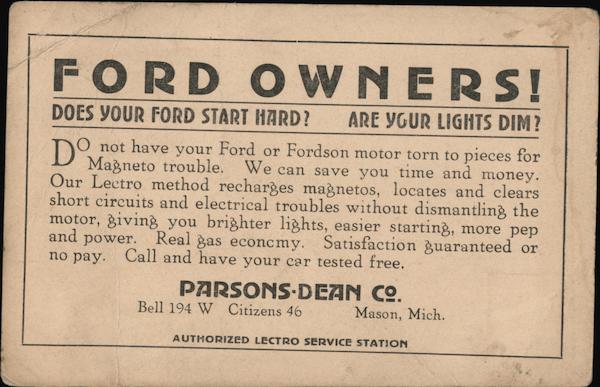 FORD OWNERS!
DOES YOUR FORD START HARD? ARE YOUR LIGHTS DIM?
DO not have your Ford or Fordson motor torn to pieces for
Magneto trouble. We can save you time and money.
Our Lectro method recharges magnetos, locates and clears
short circuits and electrical troubles without dismantling the
motor, giving you brighter lights, easier starting, more pep
and power. Real gas economy. Satisfaction guaranteed or
no pay. Call and have your car tested free.
PARSONS-DEAN CO.
Bell 194 W Citizens 46 Mason, Mich.
AUTHORIZED LECTRO SERVICE STATION